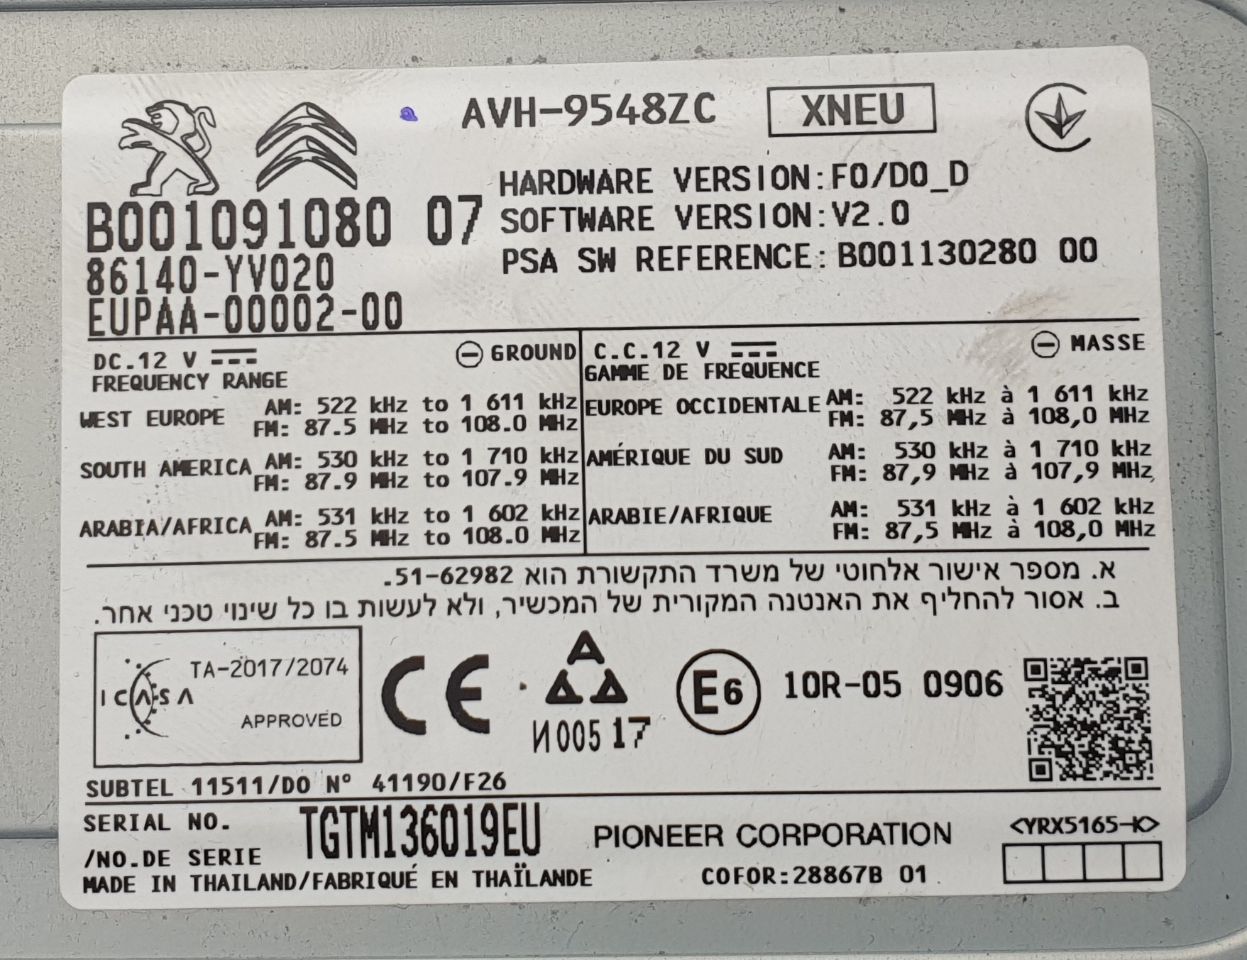 AVH-9548ZC XNEU
HARDWARE VERSION:F0/D0_D
SOFTWARE VERSION:V2.0
PSA SW REFERENCE:B001130280 00
B001091080 07
86140-YV020
EUPAA-00002-00
DC.12 V
GROUND
FREQUENCY RANGE
WEST EUROPE AM: 522 kHz to 1 611 kHz
FM: 87.5 MHz to 108.0 MHz
SOUTH AMERICA AM: 530 kHz to 1 710 kHz
FM: 87.9 MHz to 107.9 MHz
ARABIA/AFRICA AM: 531 kHz to 1 602 kHz
FM: 87.5 MHz to 108.0 MHz
C.C.12 V
MASSE
GAMME DE FREQUENCE
EUROPE OCCIDENTALE AM: 522 kHz à 1 611 kHz
FM: 87,5 MHz à 108,0 MHz
AMÉRIQUE DU SUD AM: 530 kHz à 1 710 kHz
FM: 87,9 MHz à 107,9 MHz
ARABIE/AFRIQUE AM: 531 kHz à 1 602 kHz
FM: 87,5 MHz à 108,0 MHz
א. מספר אישור אלחוטי של משרד התקשורת הוא 51-62982.
ב. אסור להחליף את האנטנה המקורית של המכשיר, ולא לעשות בו כל שינוי טכני אחר.
ICASA TA-2017/2074
APPROVED
CE
И005 17
E6
10R-05 0906
SUBTEL 11511/DO N° 41190/F26
SERIAL NO.
/NO.DE SERIE
TGTM136019EU
PIONEER CORPORATION
<YRX5165-K>
MADE IN THAILAND/FABRIQUÉ EN THAÏLANDE
COFOR:28867B 01